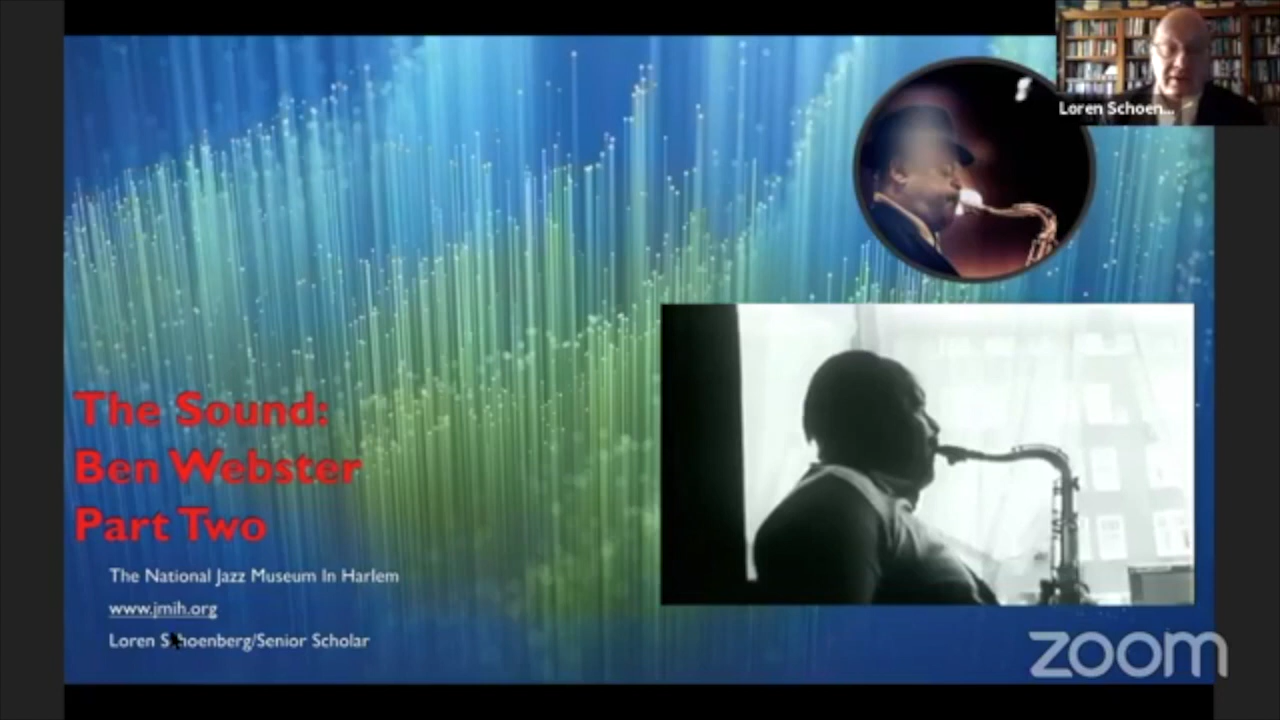 Loren Schoen...
The Sound:
Ben Webster
Part Two
The National Jazz Museum In Harlem
www.jmih.org
Loren Schoenberg/Senior Scholar
zoom